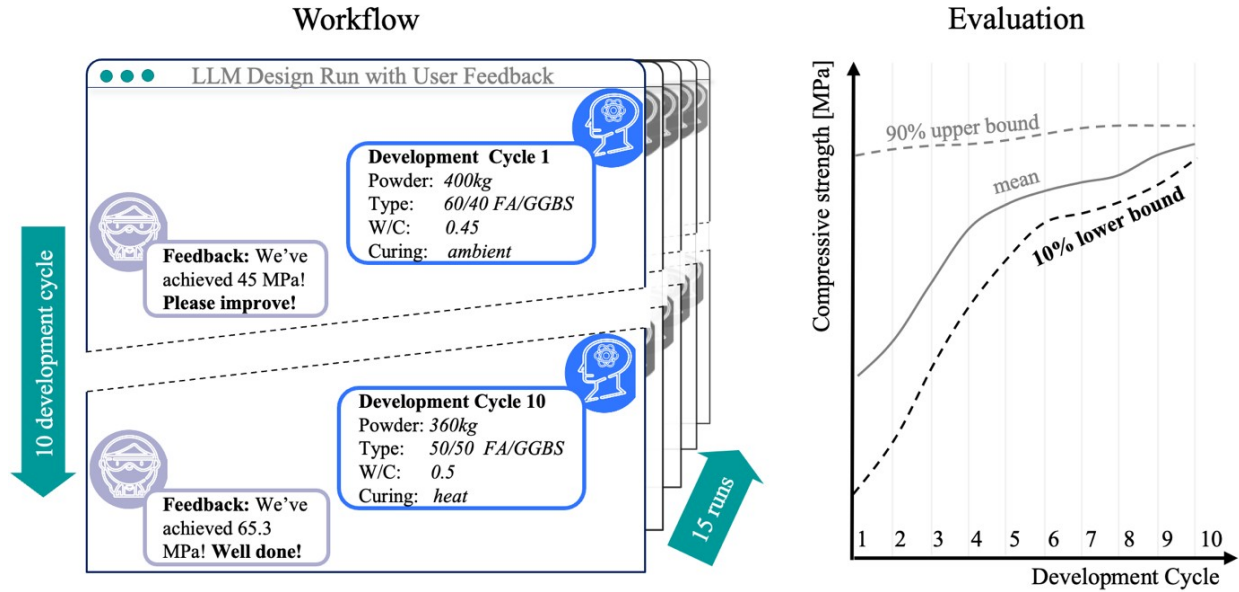 Workflow
LLM Design Run with User Feedback
Development Cycle 1
Powder: 400kg
Type: 60/40 FA/GGBS
W/C: 0.45
Curing: ambient
Feedback: We've
achieved 45 MPa!
Please improve!
10 development cycle
Development Cycle 10
Powder: 360kg
Type: 50/50 FA/GGBS
W/C: 0.5
Curing: heat
Feedback: We've
achieved 65.3
MPa! Well done!
15 runs
Evaluation
Compressive strength [MPa]
90% upper bound
mean
10% lower bound
1 2 3 4 5 6 7 8 9 10
Development Cycle